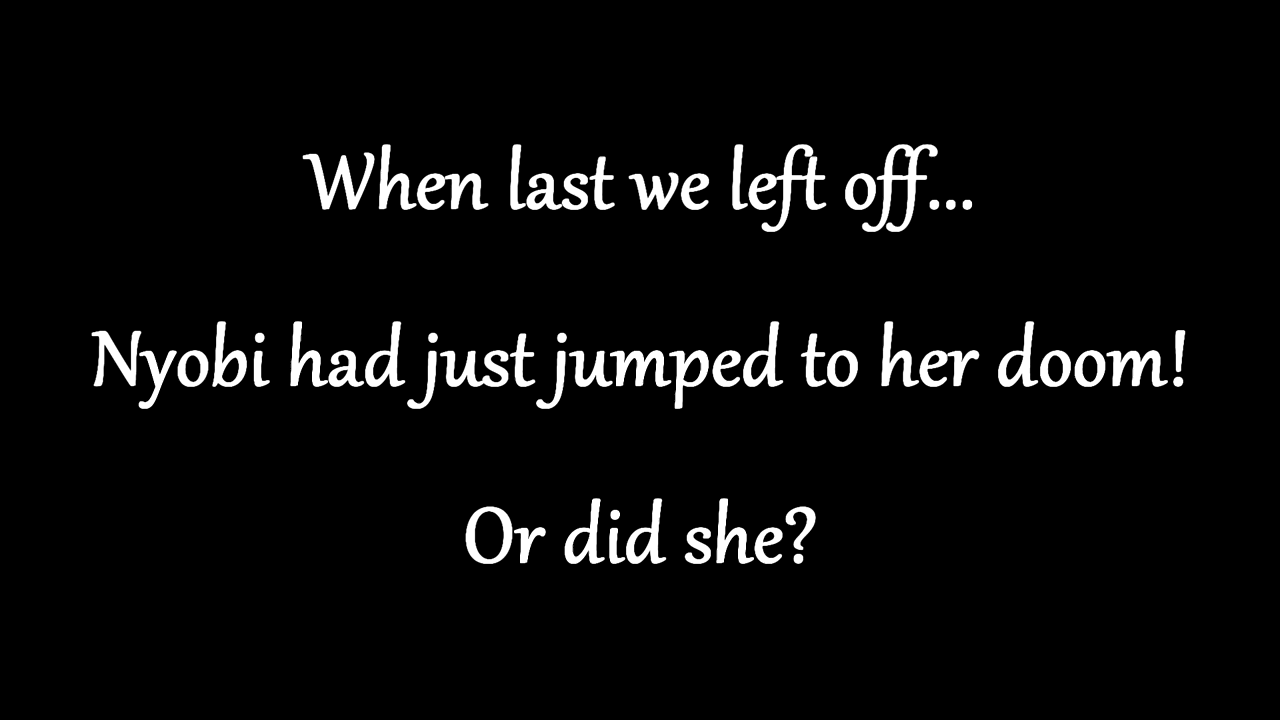 When last we left off...
Nyobi had just jumped to her doom!
Or did she?